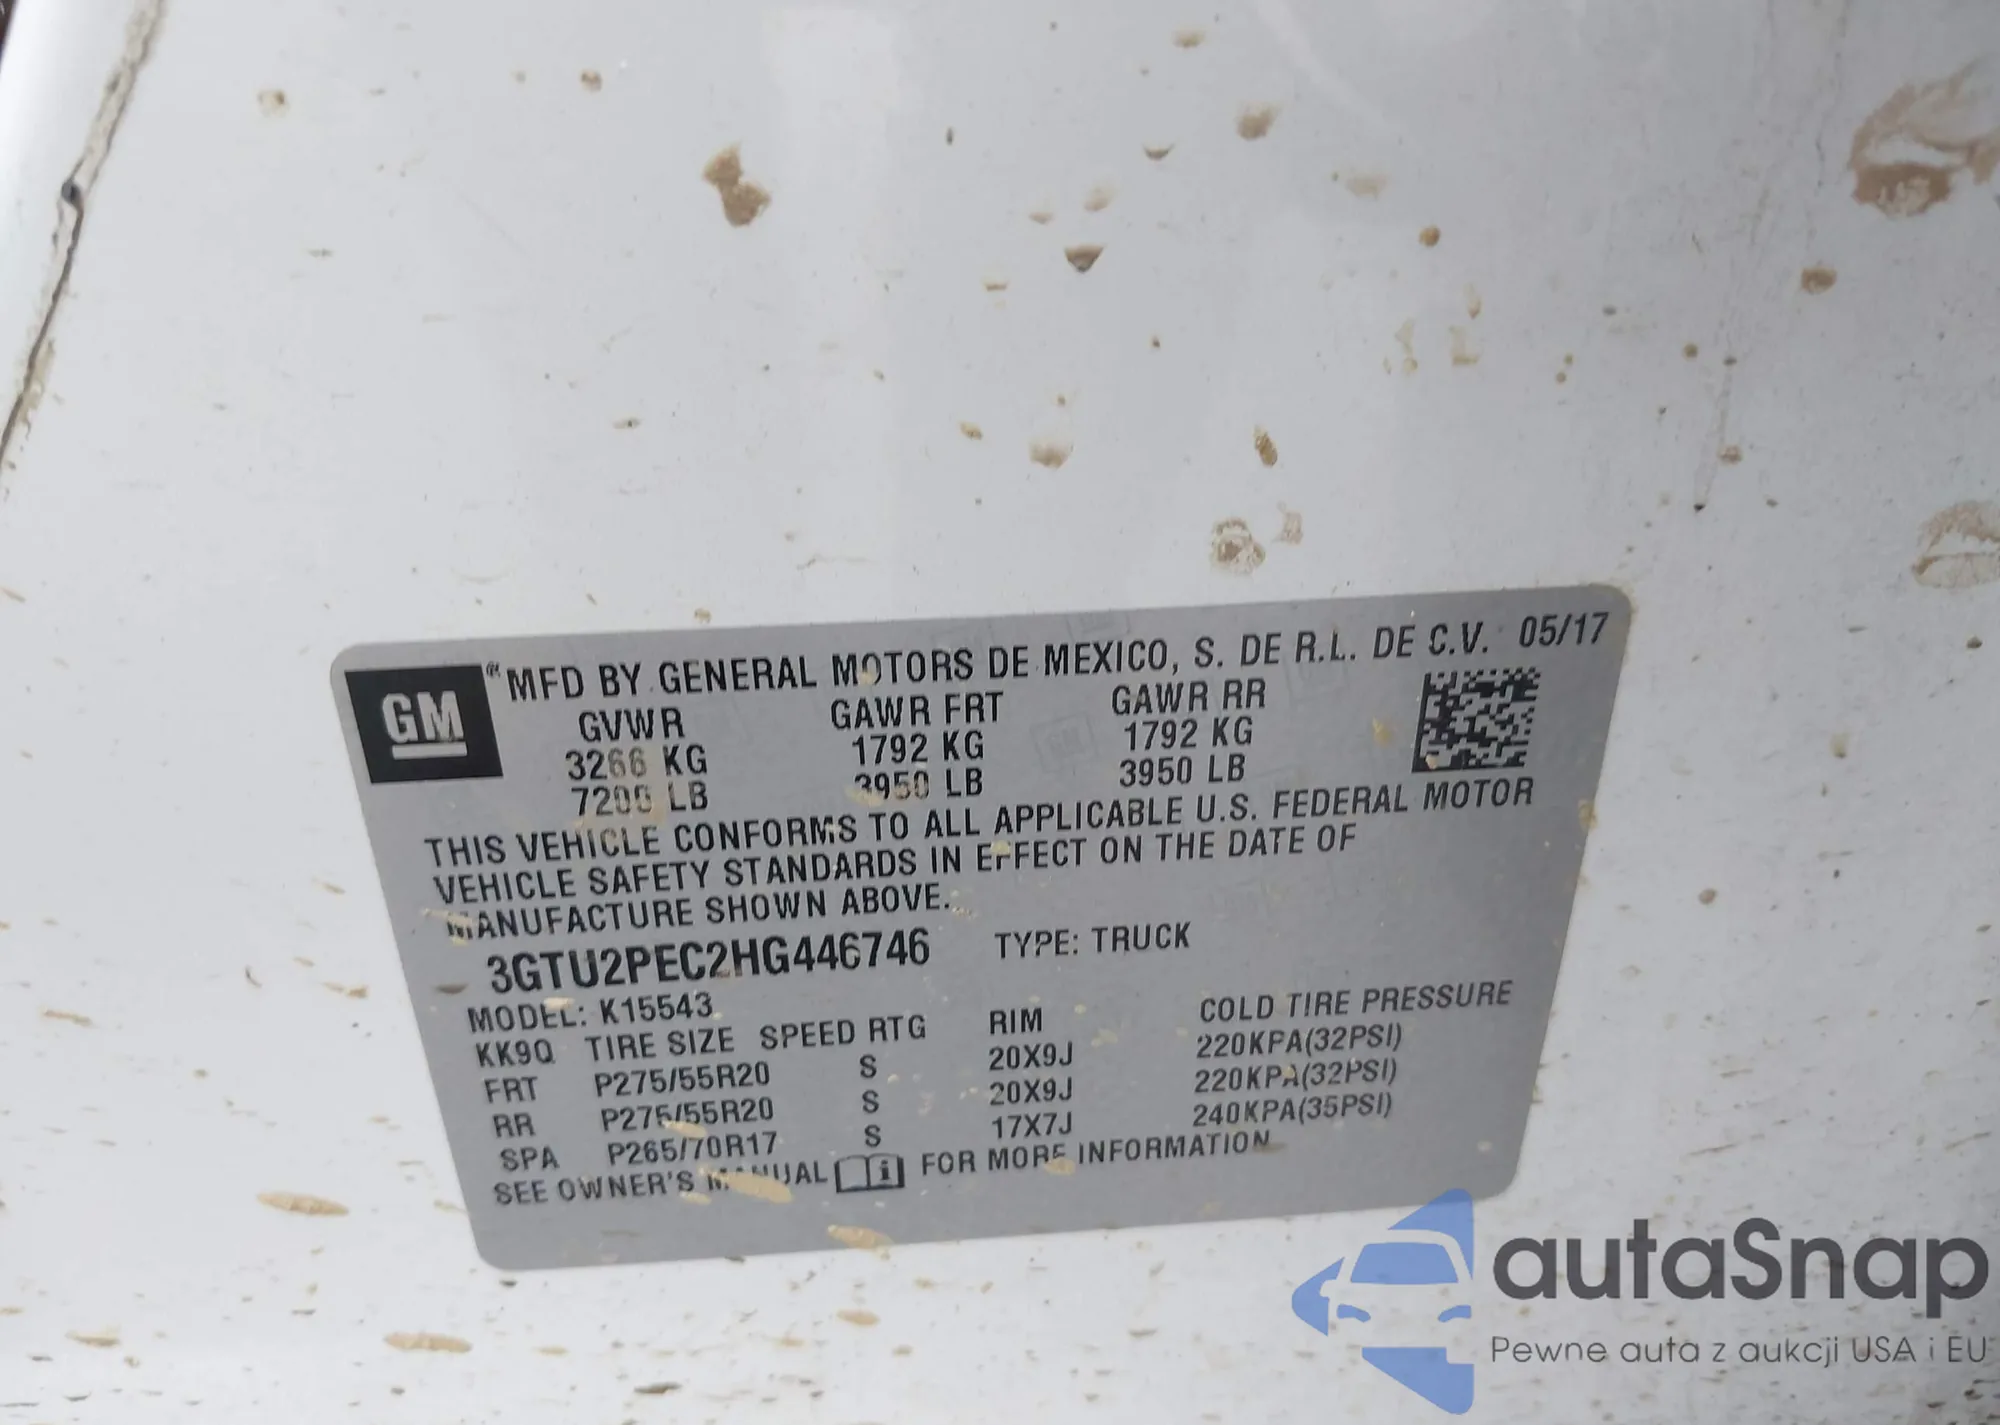 GM
MFD BY GENERAL MOTORS DE MEXICO, S. DE R.L. DE C.V. 05/17
GVWR GAWR FRT GAWR RR
3266 KG 1792 KG 1792 KG
7200 LB 3950 LB 3950 LB
THIS VEHICLE CONFORMS TO ALL APPLICABLE U.S. FEDERAL MOTOR
VEHICLE SAFETY STANDARDS IN EFFECT ON THE DATE OF
MANUFACTURE SHOWN ABOVE.
3GTU2PEC2HG446746 TYPE: TRUCK
MODEL: K15543
KK9Q TIRE SIZE SPEED RTG RIM COLD TIRE PRESSURE
FRT P275/55R20 S 20X9J 220KPA(32PSI)
RR P275/55R20 S 20X9J 220KPA(32PSI)
SPA P265/70R17 S 17X7J 240KPA(35PSI)
SEE OWNER'S MANUAL i FOR MORE INFORMATION
autaSnap
Pewne auta z aukcji USA i EU